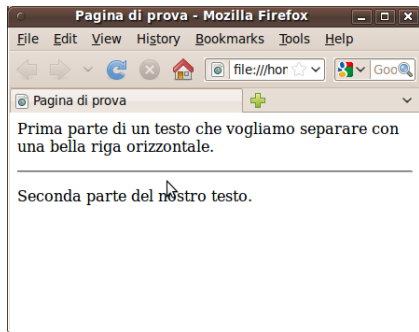 Pagina di prova - Mozilla Firefox
File Edit View History Bookmarks Tools Help
file:///hor Goo
Pagina di prova
Prima parte di un testo che vogliamo separare con
una bella riga orizzontale.
Seconda parte del nostro testo.